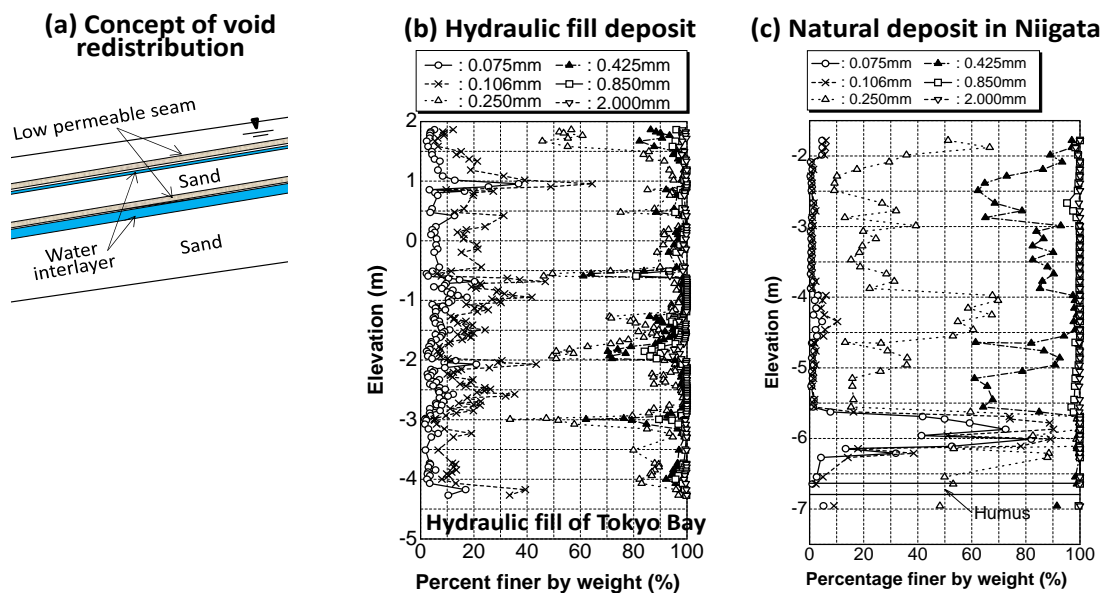 (a) Concept of void
redistribution
Low permeable seam
Sand
Water
interlayer
Sand
(b) Hydraulic fill deposit
: 0.075mm : 0.425mm
: 0.106mm : 0.850mm
: 0.250mm : 2.000mm
Elevation (m)
2
1
0
-1
-2
-3
-4
-5
Hydraulic fill of Tokyo Bay
0 20 40 60 80 100
Percent finer by weight (%)
(c) Natural deposit in Niigata
: 0.075mm : 0.425mm
: 0.106mm : 0.850mm
: 0.250mm : 2.000mm
Elevation (m)
-2
-3
-4
-5
-6
-7
Humus
0 20 40 60 80 100
Percentage finer by weight (%)